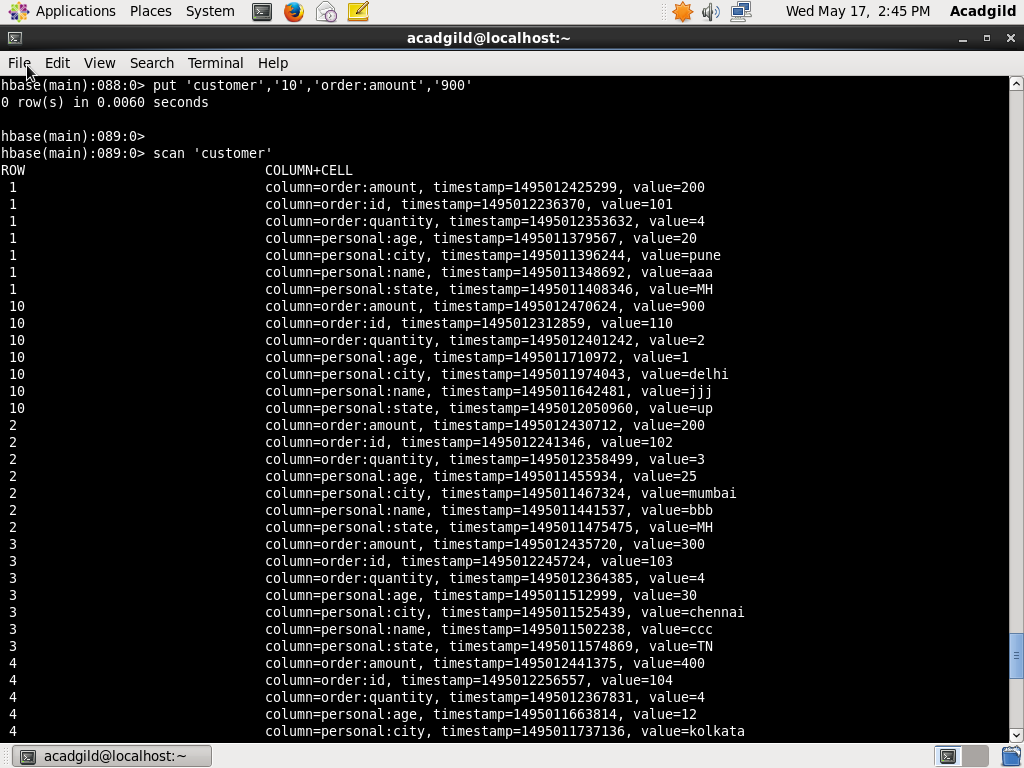 Applications Places System Wed May 17, 2:45 PM Acadgild
acadgild@localhost:~
File Edit View Search Terminal Help
hbase(main):088:0> put 'customer','10','order:amount','900'
0 row(s) in 0.0060 seconds
hbase(main):089:0>
hbase(main):089:0> scan 'customer'
ROW COLUMN+CELL
1 column=order:amount, timestamp=1495012425299, value=200
1 column=order:id, timestamp=1495012236370, value=101
1 column=order:quantity, timestamp=1495012353632, value=4
1 column=personal:age, timestamp=1495011379567, value=20
1 column=personal:city, timestamp=1495011396244, value=pune
1 column=personal:name, timestamp=1495011348692, value=aaa
1 column=personal:state, timestamp=1495011408346, value=MH
10 column=order:amount, timestamp=1495012470624, value=900
10 column=order:id, timestamp=1495012312859, value=110
10 column=order:quantity, timestamp=1495012401242, value=2
10 column=personal:age, timestamp=1495011710972, value=1
10 column=personal:city, timestamp=1495011974043, value=delhi
10 column=personal:name, timestamp=1495011642481, value=jjj
10 column=personal:state, timestamp=1495012050960, value=up
2 column=order:amount, timestamp=1495012430712, value=200
2 column=order:id, timestamp=1495012241346, value=102
2 column=order:quantity, timestamp=1495012358499, value=3
2 column=personal:age, timestamp=1495011455934, value=25
2 column=personal:city, timestamp=1495011467324, value=mumbai
2 column=personal:name, timestamp=1495011441537, value=bbb
2 column=personal:state, timestamp=1495011475475, value=MH
3 column=order:amount, timestamp=1495012435720, value=300
3 column=order:id, timestamp=1495012245724, value=103
3 column=order:quantity, timestamp=1495012364385, value=4
3 column=personal:age, timestamp=1495011512999, value=30
3 column=personal:city, timestamp=1495011525439, value=chennai
3 column=personal:name, timestamp=1495011502238, value=ccc
3 column=personal:state, timestamp=1495011574869, value=TN
4 column=order:amount, timestamp=1495012441375, value=400
4 column=order:id, timestamp=1495012256557, value=104
4 column=order:quantity, timestamp=1495012367831, value=4
4 column=personal:age, timestamp=1495011663814, value=12
4 column=personal:city, timestamp=1495011737136, value=kolkata
acadgild@localhost:~